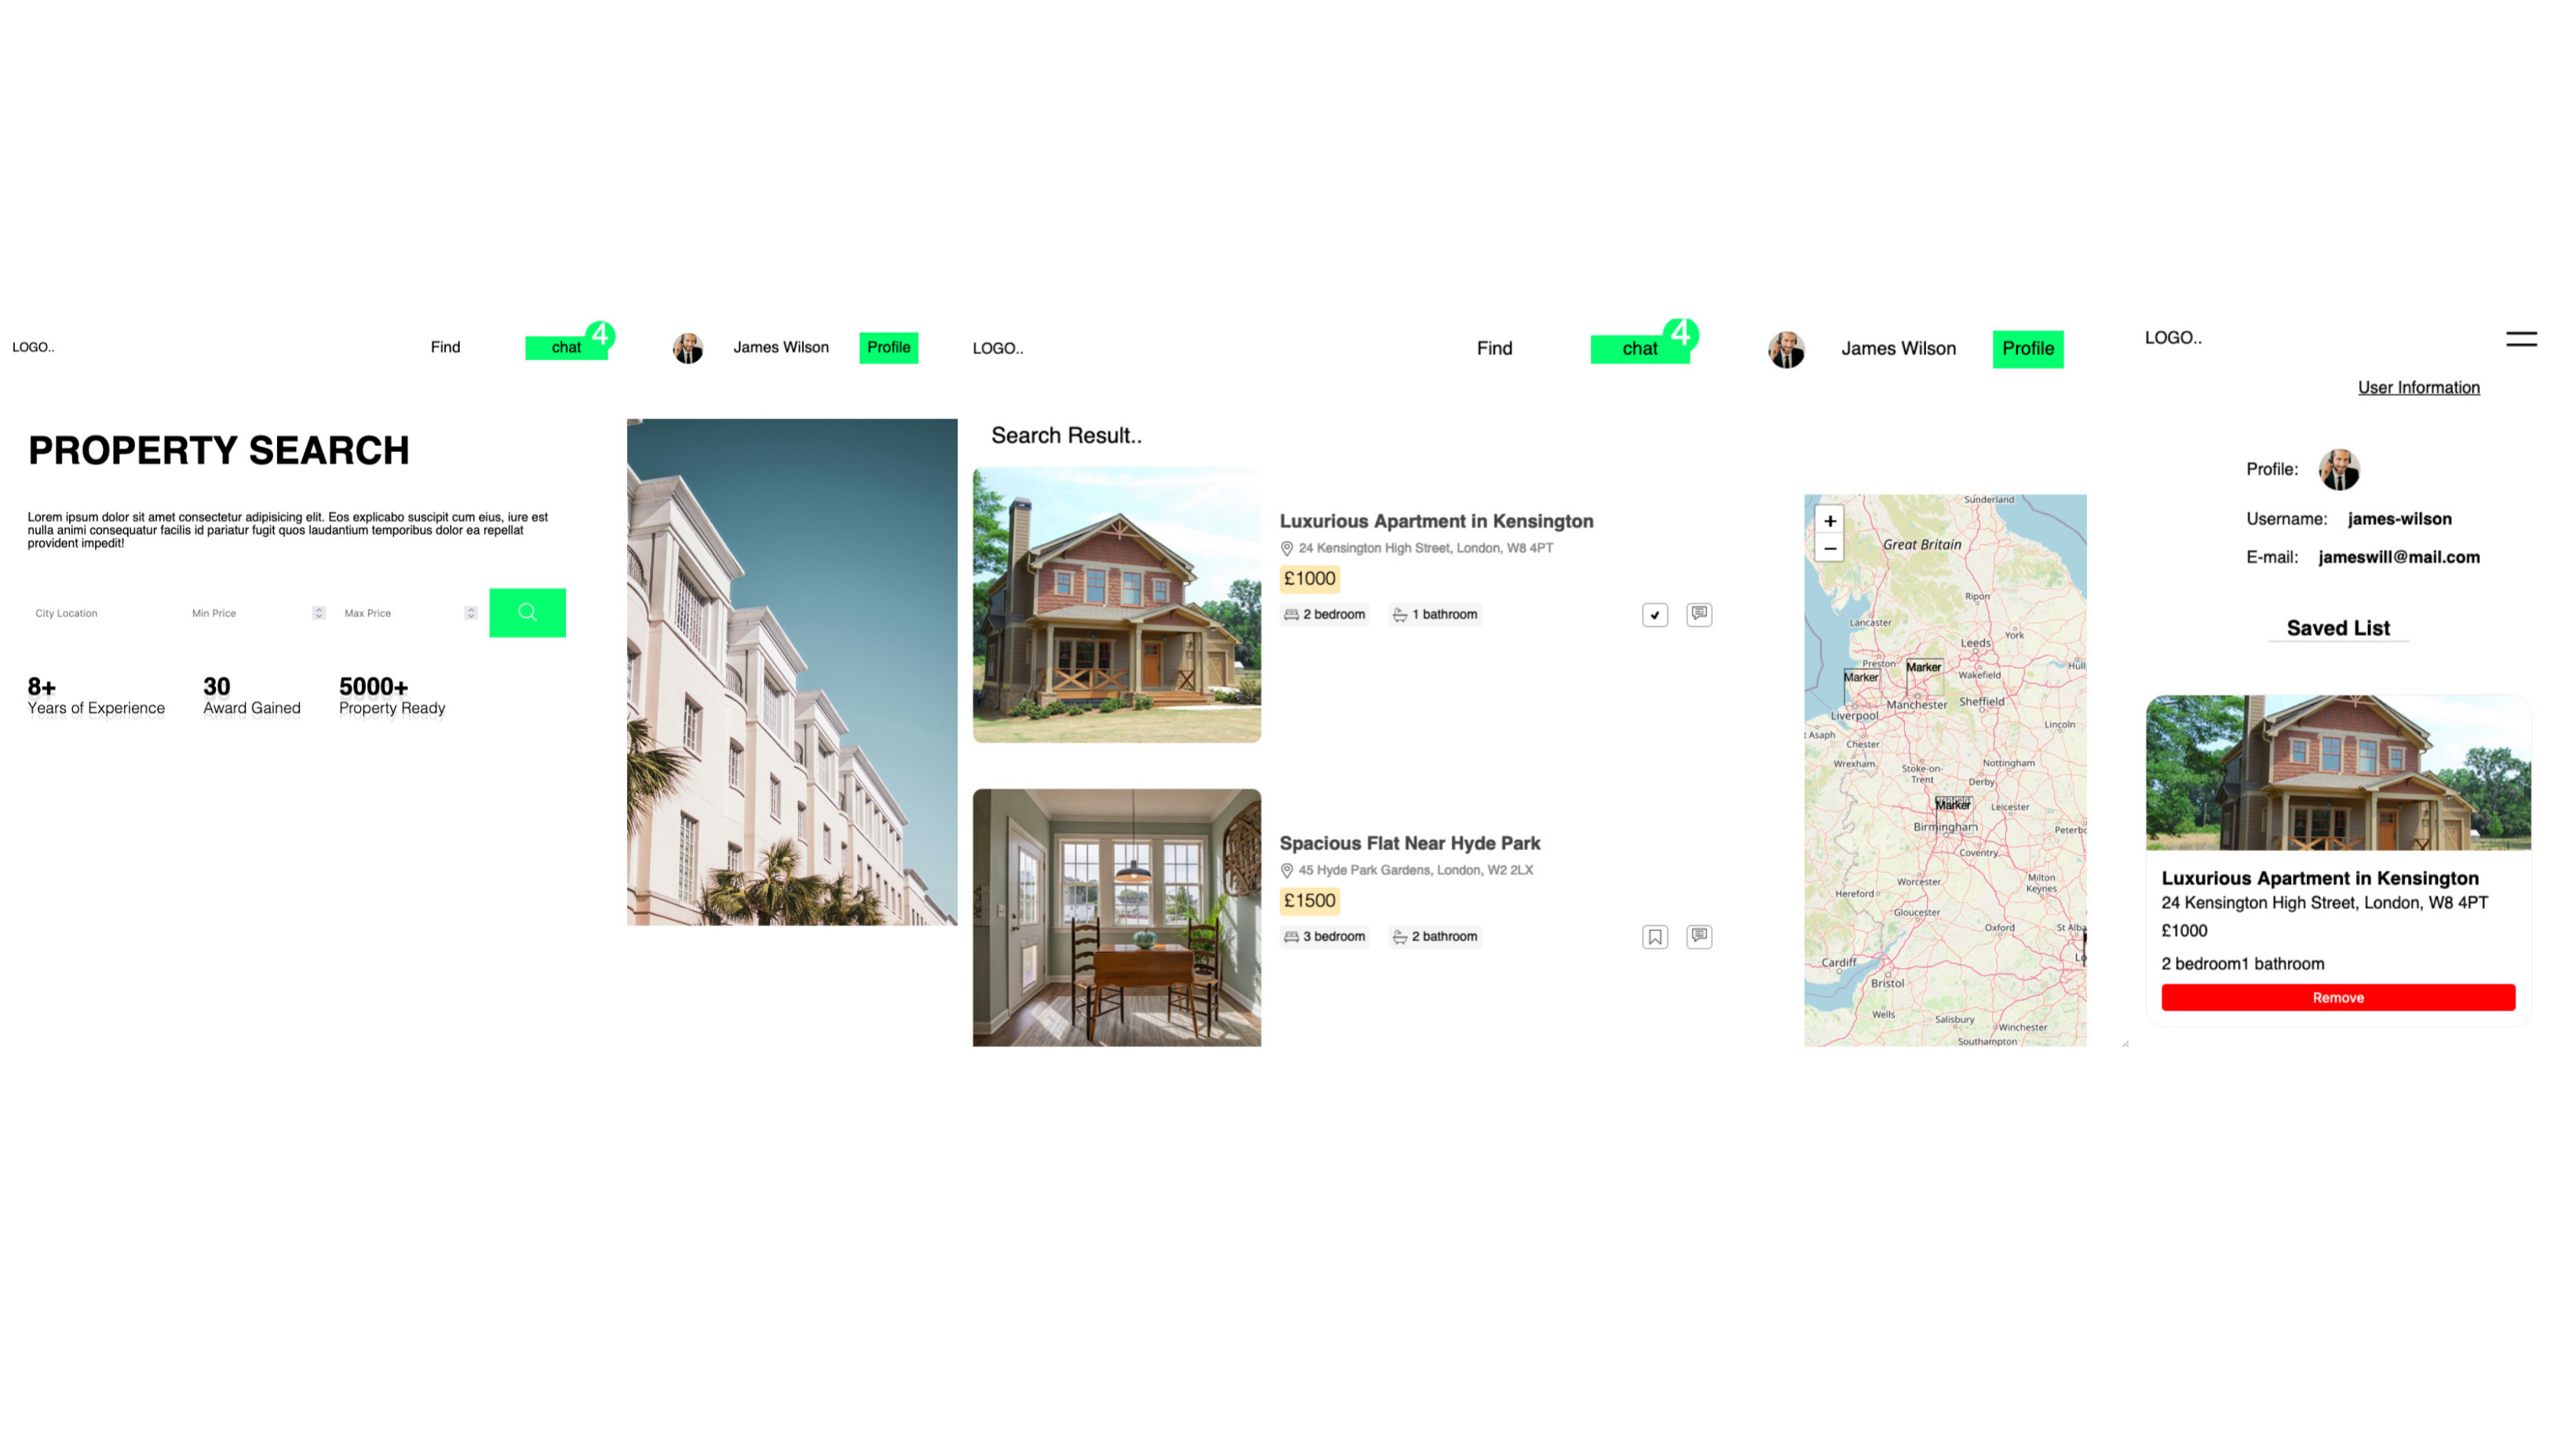 LOGO..
Find
chat
4
James Wilson
Profile
PROPERTY SEARCH
Lorem ipsum dolor sit amet consectetur adipisicing elit. Eos explicabo suscipit cum eius, iure est
nulla animi consequatur facilis id pariatur fugit quos laudantium temporibus dolor ea repellat
provident impedit!
City Location
Min Price
Max Price
8+
Years of Experience
30
Award Gained
5000+
Property Ready
LOGO..
Find
chat
4
James Wilson
Profile
Search Result..
Luxurious Apartment in Kensington
24 Kensington High Street, London, W8 4PT
£1000
2 bedroom
1 bathroom
Spacious Flat Near Hyde Park
45 Hyde Park Gardens, London, W2 2LX
£1500
3 bedroom
2 bathroom
+
−
Sunderland
Great Britain
Ripon
Lancaster
York
Leeds
Preston
Marker
Hull
Marker
Wakefield
Manchester
Sheffield
Liverpool
Lincoln
t Asaph
Chester
Wrexham
Stoke-on-
Trent
Nottingham
Derby
Marker
Leicester
Birmingham
Peterbo
Coventry
Worcester
Milton
Keynes
Hereford
Gloucester
Oxford
St Alba
Lo
Cardiff
Bristol
Wells
Salisbury
Winchester
Southampton
LOGO..
User Information
Profile:
Username: james-wilson
E-mail: jameswill@mail.com
Saved List
Luxurious Apartment in Kensington
24 Kensington High Street, London, W8 4PT
£1000
2 bedroom1 bathroom
Remove